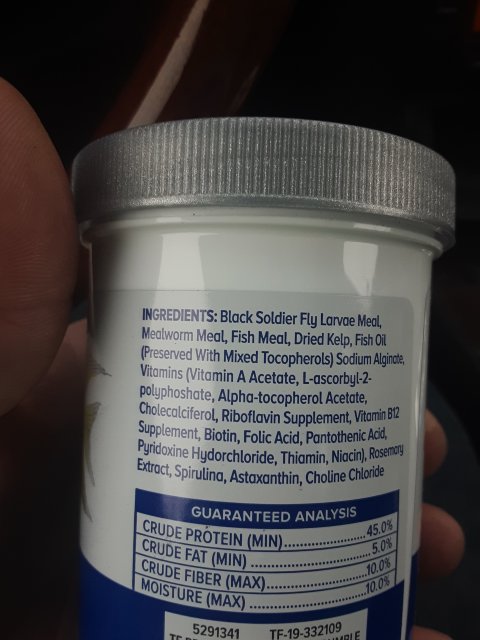 INGREDIENTS: Black Soldier Fly Larvae Meal,
Mealworm Meal, Fish Meal, Dried Kelp, Fish Oil
(Preserved With Mixed Tocopherols) Sodium Alginate,
Vitamins (Vitamin A Acetate, L-ascorbyl-2-
polyphoshate, Alpha-tocopherol Acetate,
Cholecalciferol, Riboflavin Supplement, Vitamin B12
Supplement, Biotin, Folic Acid, Pantothenic Acid,
Pyridoxine Hydorchloride, Thiamin, Niacin), Rosemary
Extract, Spirulina, Astaxanthin, Choline Chloride
GUARANTEED ANALYSIS
CRUDE PROTEIN (MIN)..................45.0%
CRUDE FAT (MIN) ........................5.0%
CRUDE FIBER (MAX)....................10.0%
MOISTURE (MAX) ........................10.0%
5291341 TF-19-332109